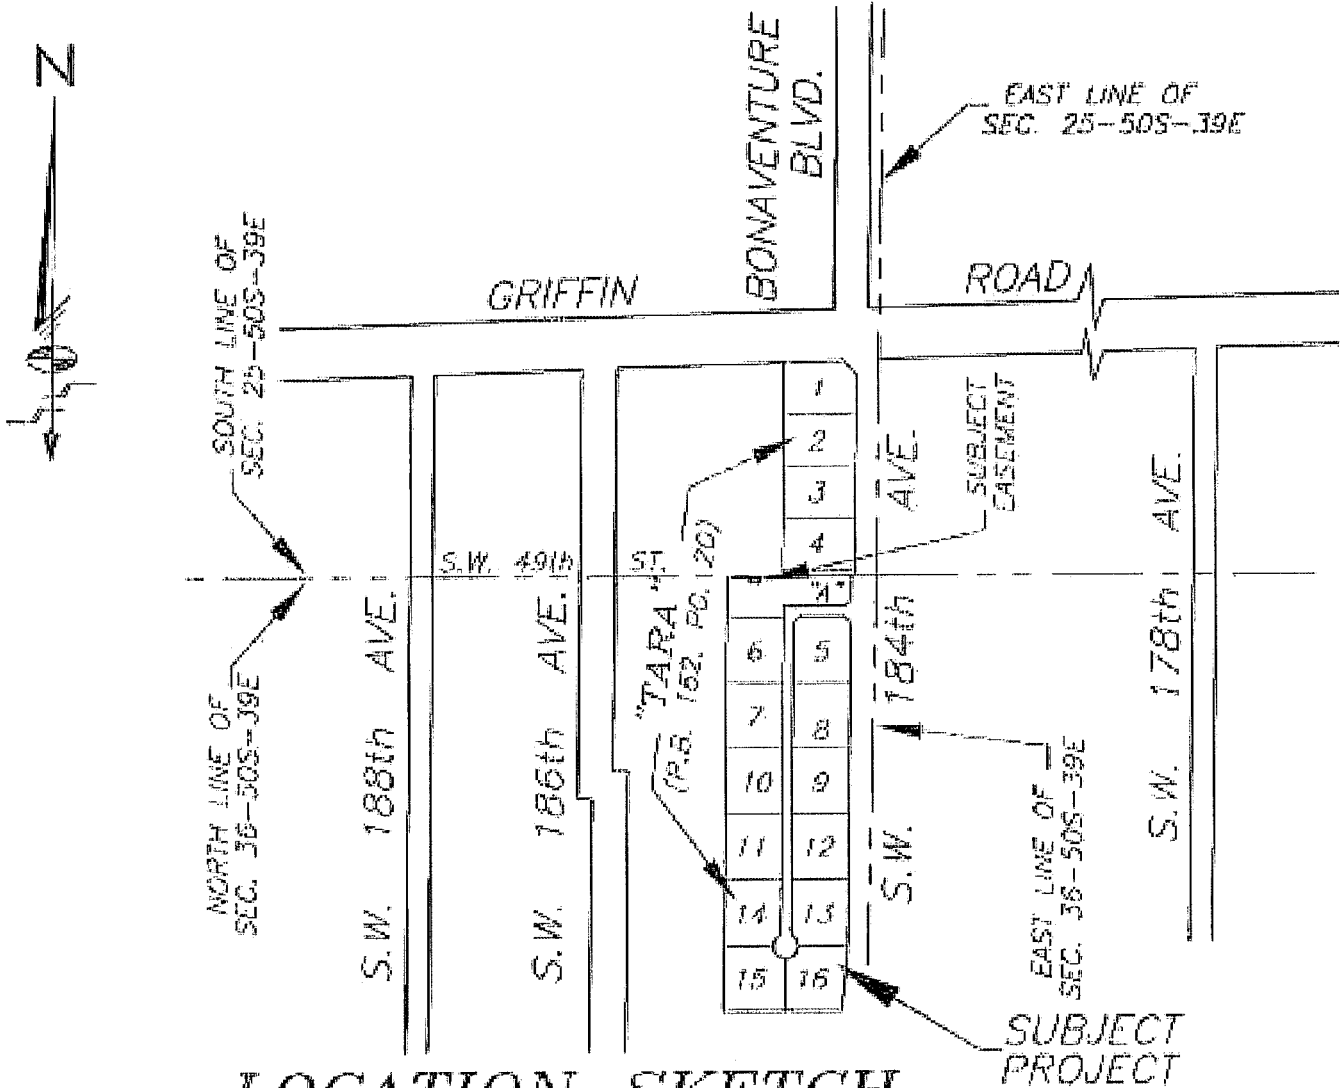 N
BONAVENTURE
BLVD.
EAST LINE OF
SEC. 25-50S-39E
SOUTH LINE OF
SEC. 25-50S-39E
GRIFFIN
ROAD
1
2
3
4
SUBJECT
EASEMENT
S.W. 49th ST.
"A"
"TARA"
(P.B. 162. PG. 20)
NORTH LINE OF
SEC. 36-50S-39E
S.W. 188th AVE.
S.W. 186th AVE.
S.W. 184th AVE.
S.W. 178th AVE.
6
5
7
8
10
9
11
12
14
13
15
16
EAST LINE OF
SEC. 36-50S-39E
SUBJECT
PROJECT
LOCATION SKETCH